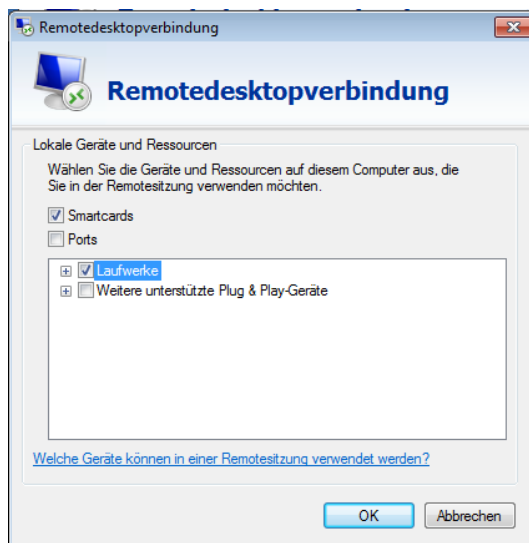 Remotedesktopverbindung
Remotedesktopverbindung
Lokale Geräte und Ressourcen
Wählen Sie die Geräte und Ressourcen auf diesem Computer aus, die
Sie in der Remotesitzung verwenden möchten.
Smartcards
Ports
Laufwerke
Weitere unterstützte Plug & Play-Geräte
Welche Geräte können in einer Remotesitzung verwendet werden?
OK Abbrechen